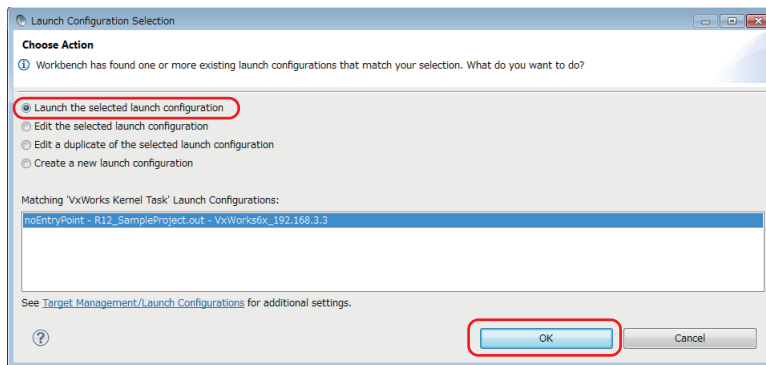 Launch Configuration Selection
Choose Action
Workbench has found one or more existing launch configurations that match your selection. What do you want to do?
Launch the selected launch configuration
Edit the selected launch configuration
Edit a duplicate of the selected launch configuration
Create a new launch configuration
Matching 'VxWorks Kernel Task' Launch Configurations:
noEntryPoint - R12_SampleProject.out - VxWorks6x_192.168.3.3
See Target Management/Launch Configurations for additional settings.
OK Cancel